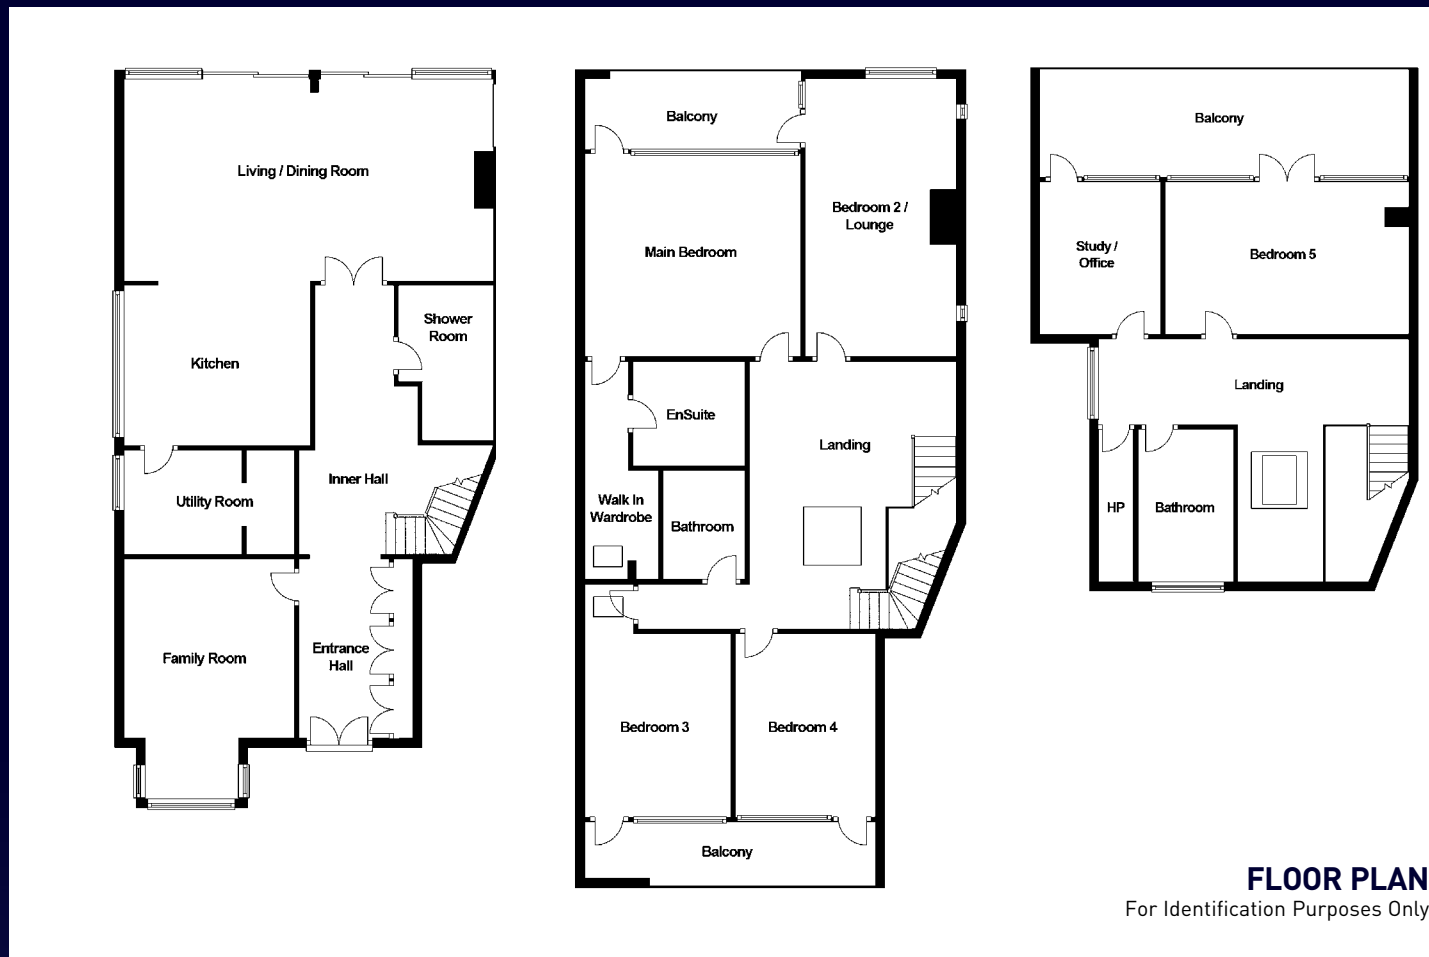 Living / Dining Room
Kitchen
Shower
Room
Inner Hall
Utility Room
Family Room
Entrance
Hall
Balcony
Main Bedroom
Bedroom 2 /
Lounge
EnSuite
Landing
Walk In
Wardrobe
Bathroom
Bedroom 3
Bedroom 4
Balcony
Balcony
Study /
Office
Bedroom 5
Landing
HP
Bathroom
FLOOR PLAN
For Identification Purposes Only